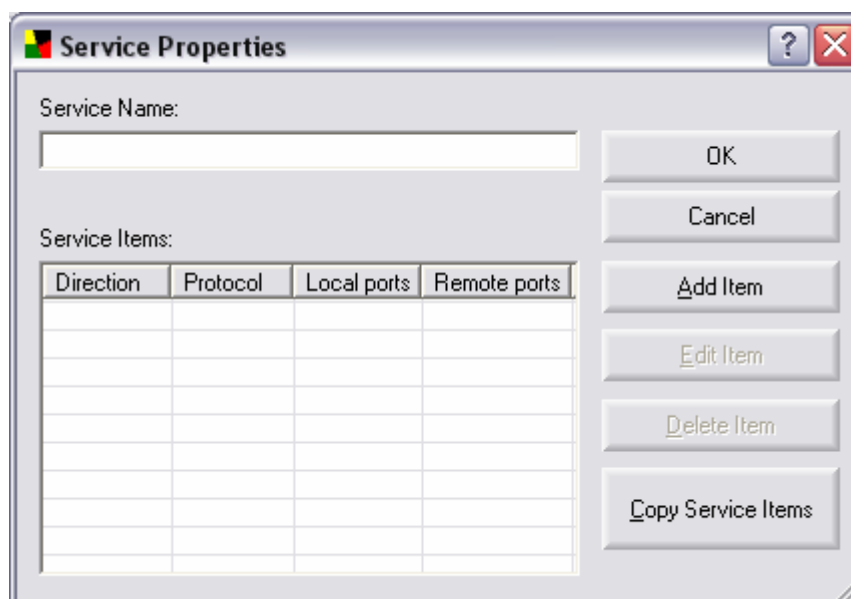 Service Properties
?
Service Name:
OK
Cancel
Service Items:
Direction Protocol Local ports Remote ports
Add Item
Edit Item
Delete Item
Copy Service Items